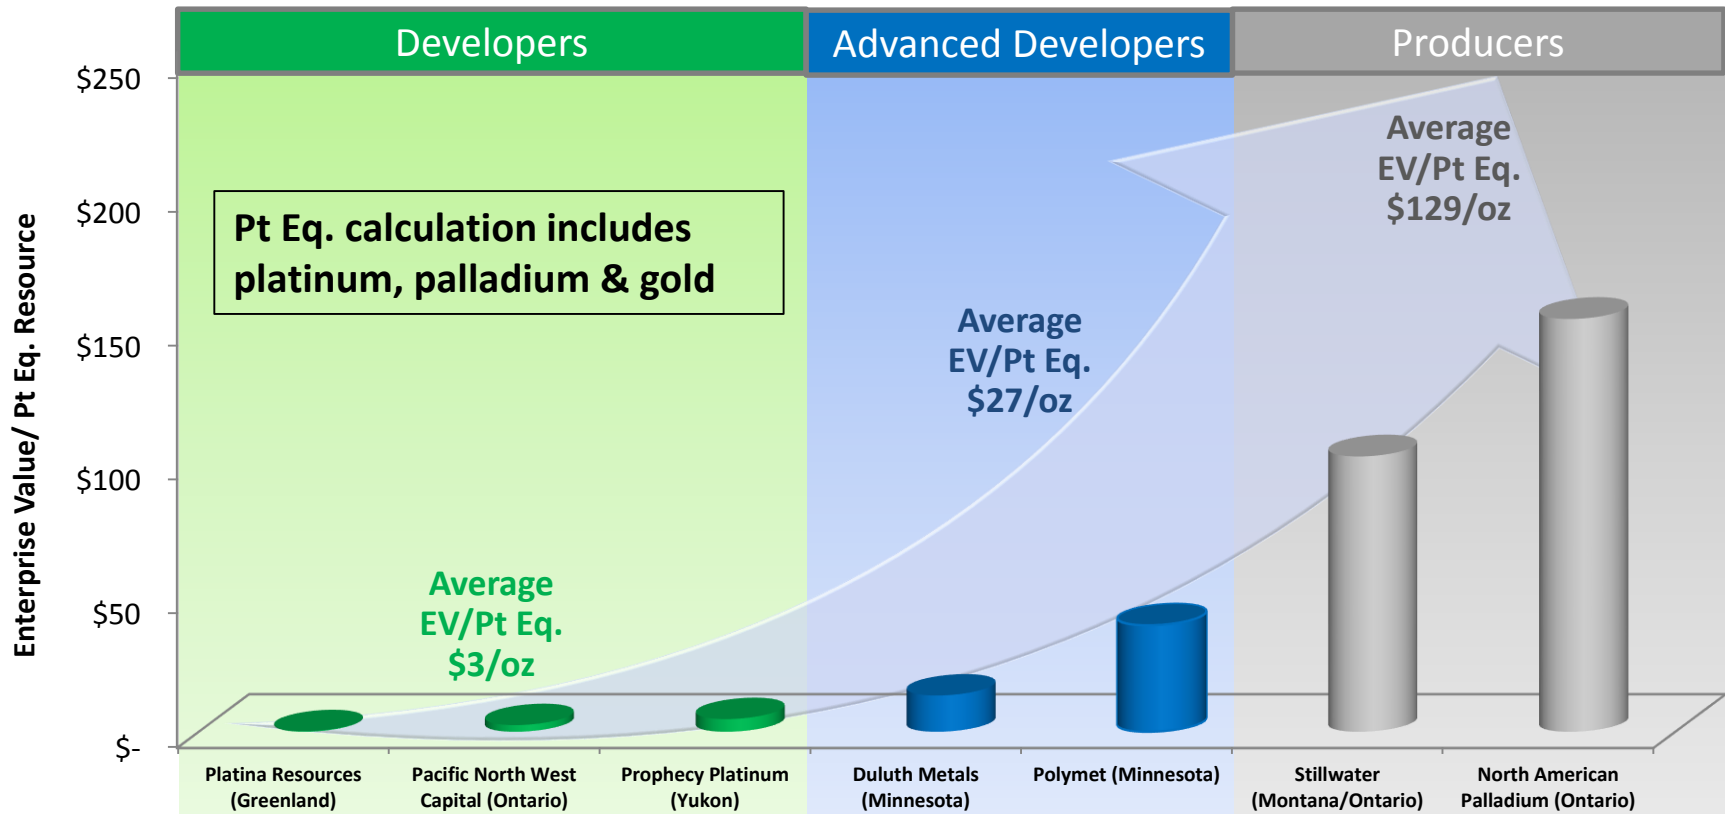 Developers
Advanced Developers
Producers
Enterprise Value/ Pt Eq. Resource
$250
$200
$150
$100
$50
$-
Pt Eq. calculation includes
platinum, palladium & gold
Average
EV/Pt Eq.
$3/oz
Average
EV/Pt Eq.
$27/oz
Average
EV/Pt Eq.
$129/oz
Platina Resources
(Greenland)
Pacific North West
Capital (Ontario)
Prophecy Platinum
(Yukon)
Duluth Metals
(Minnesota)
Polymet (Minnesota)
Stillwater
(Montana/Ontario)
North American
Palladium (Ontario)